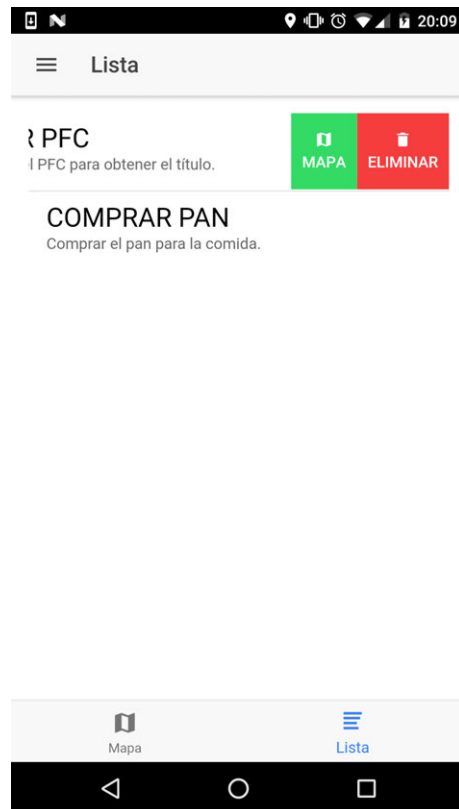 20:09
Lista
R PFC
l PFC para obtener el título.
MAPA
ELIMINAR
COMPRAR PAN
Comprar el pan para la comida.
Mapa
Lista